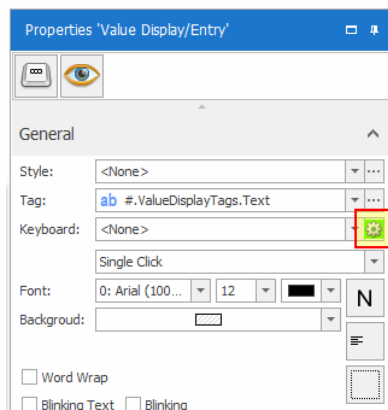 Properties 'Value Display/Entry'
General
Style: <None>
Tag: ab #.ValueDisplayTags.Text
Keyboard: <None>
Single Click
Font: 0: Arial (100... 12 N
Backgroud:
Word Wrap
Blinking Text Blinking